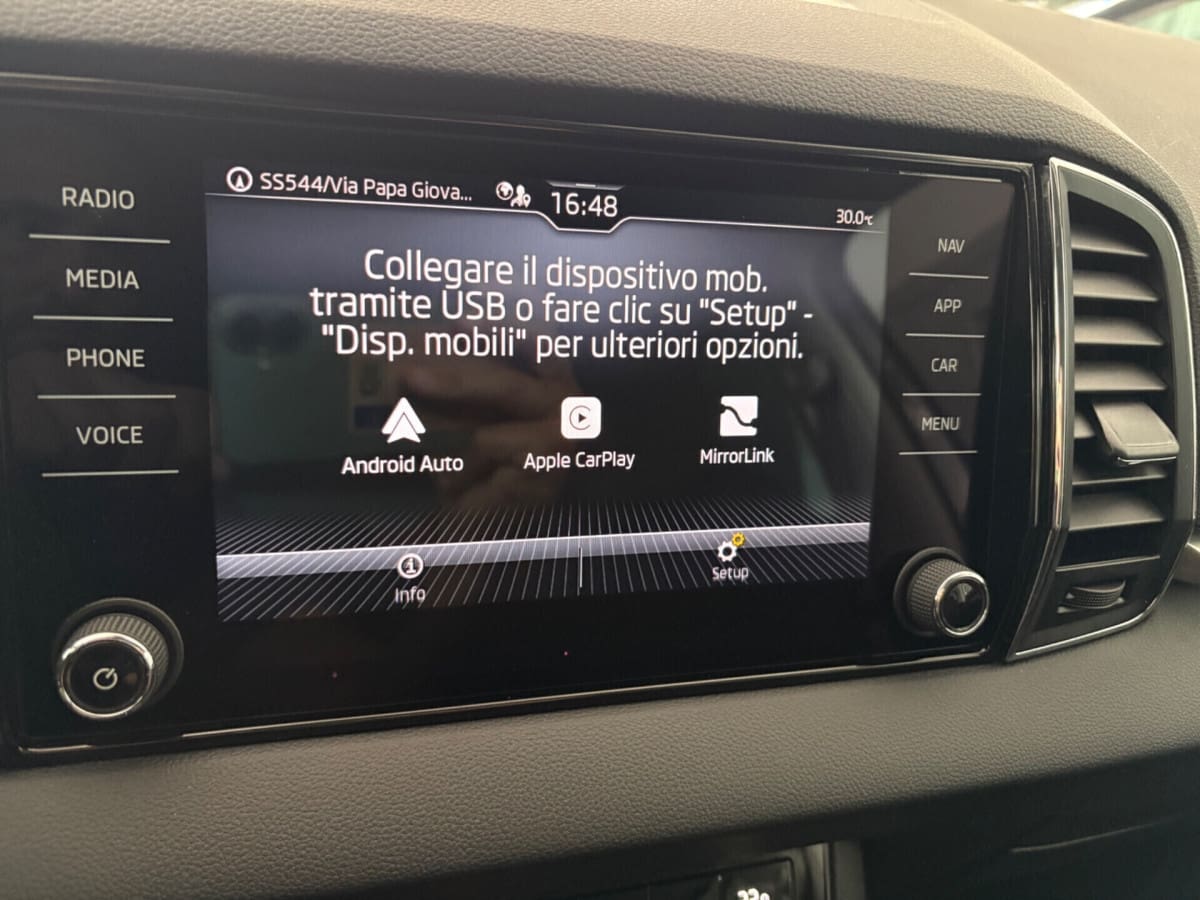 RADIO
MEDIA
PHONE
VOICE
SS544/Via Papa Giova...
16:48
30.0°C
Collegare il dispositivo mob.
tramite USB o fare clic su "Setup" -
"Disp. mobili" per ulteriori opzioni.
Android Auto
Apple CarPlay
MirrorLink
Info
Setup
NAV
APP
CAR
MENU